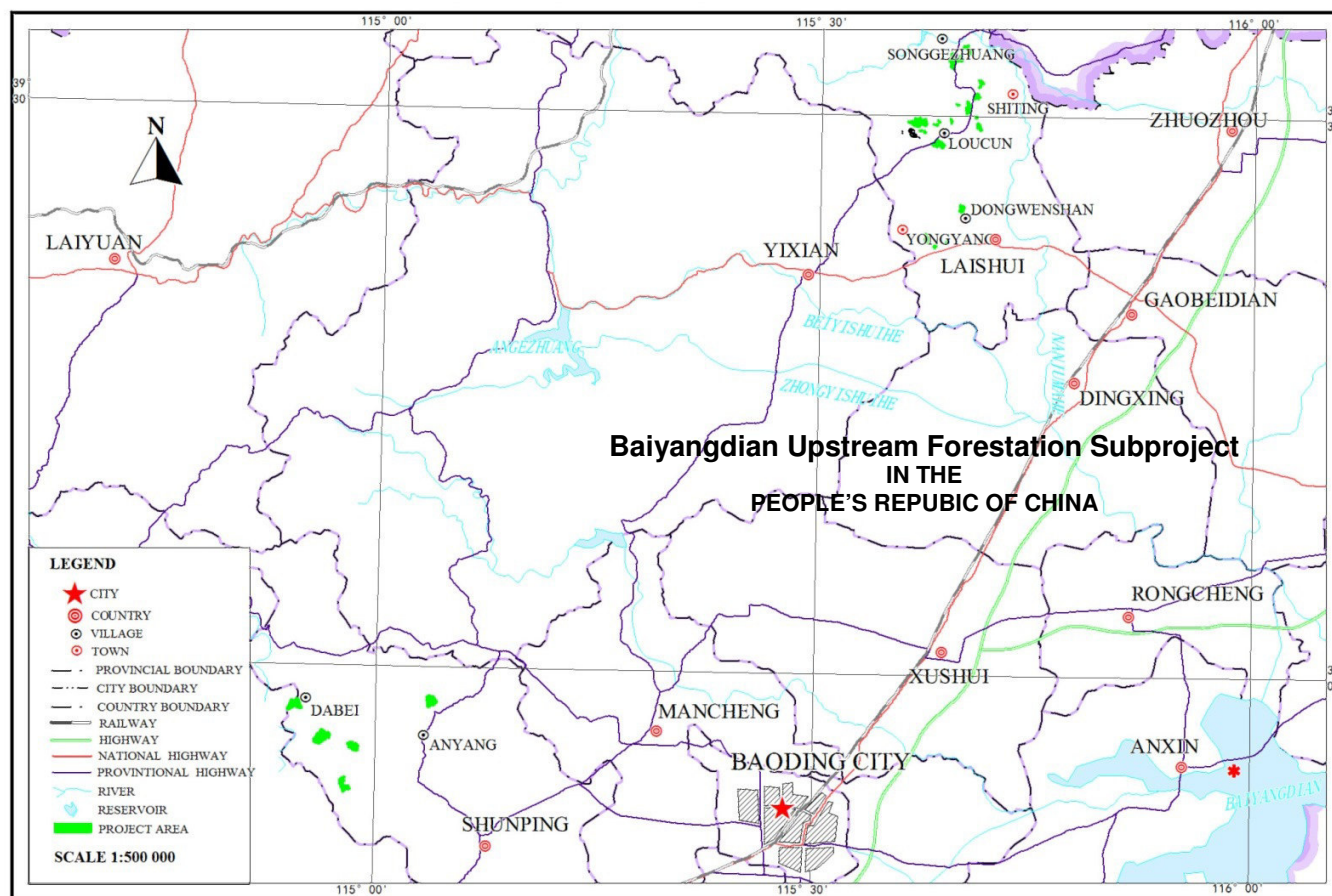 115° 00′
115° 30′
116° 00′
39°
30′
N
SONGGEZHUANG
SHITING
ZHUOZHOU
LOUCUN
DONGWENSHAN
YONGYANG
LAIYUAN
YIXIAN
LAISHUI
GAOBEIDIAN
BEIYISHUIHE
ANGEZHUANG
ZHONGYISHUIHE
DINGXING
Baiyangdian Upstream Forestation Subproject
IN THE
PEOPLE'S REPUBIC OF CHINA
LEGEND
CITY
COUNTRY
VILLAGE
TOWN
PROVINCIAL BOUNDARY
CITY BOUNDARY
COUNTRY BOUNDARY
RAILWAY
HIGHWAY
NATIONAL HIGHWAY
PROVINTIONAL HIGHWAY
RIVER
RESERVOIR
PROJECT AREA
SCALE 1:500 000
RONGCHENG
XUSHUI
DABEI
ANYANG
MANCHENG
BAODING CITY
ANXIN
BAIYANGDIAN
SHUNPING
115° 00′
115° 30′
116° 00′